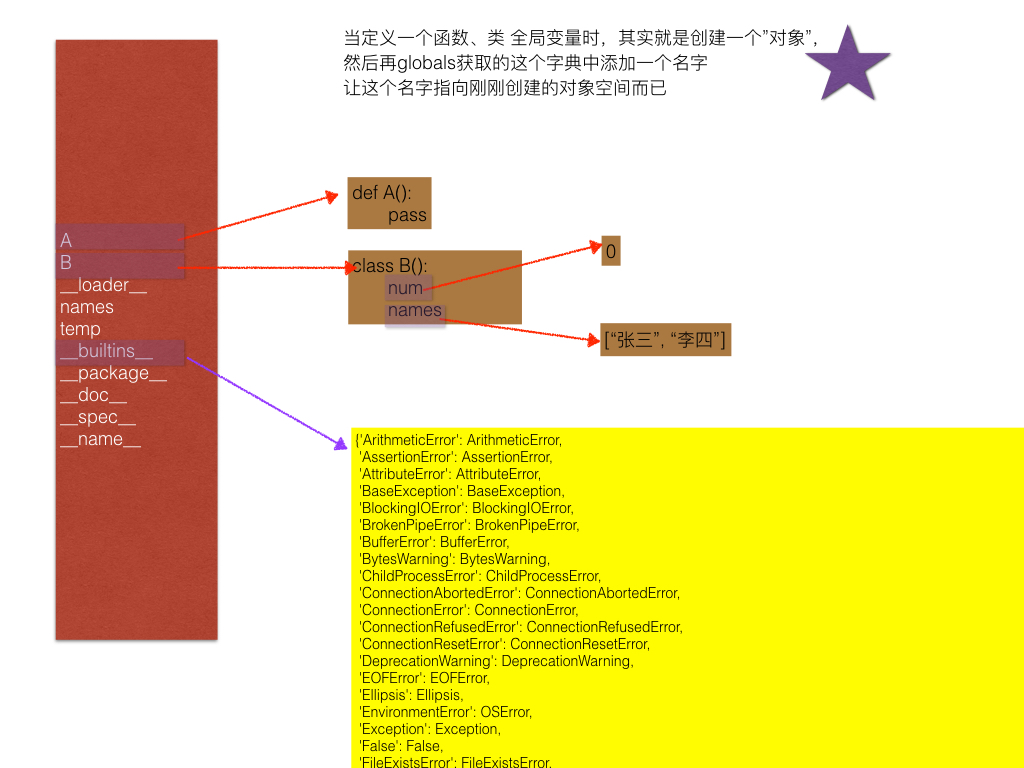 当定义一个函数、类 全局变量时，其实就是创建一个”对象”，
然后再globals获取的这个字典中添加一个名字
让这个名字指向刚刚创建的对象空间而已
A
B
__loader__
names
temp
__builtins__
__package__
__doc__
__spec__
__name__
def A():
pass
class B():
num
names
0
[“张三”, “李四”]
{'ArithmeticError': ArithmeticError,
'AssertionError': AssertionError,
'AttributeError': AttributeError,
'BaseException': BaseException,
'BlockingIOError': BlockingIOError,
'BrokenPipeError': BrokenPipeError,
'BufferError': BufferError,
'BytesWarning': BytesWarning,
'ChildProcessError': ChildProcessError,
'ConnectionAbortedError': ConnectionAbortedError,
'ConnectionError': ConnectionError,
'ConnectionRefusedError': ConnectionRefusedError,
'ConnectionResetError': ConnectionResetError,
'DeprecationWarning': DeprecationWarning,
'EOFError': EOFError,
'Ellipsis': Ellipsis,
'EnvironmentError': OSError,
'Exception': Exception,
'False': False,
'FileExistsError': FileExistsError,